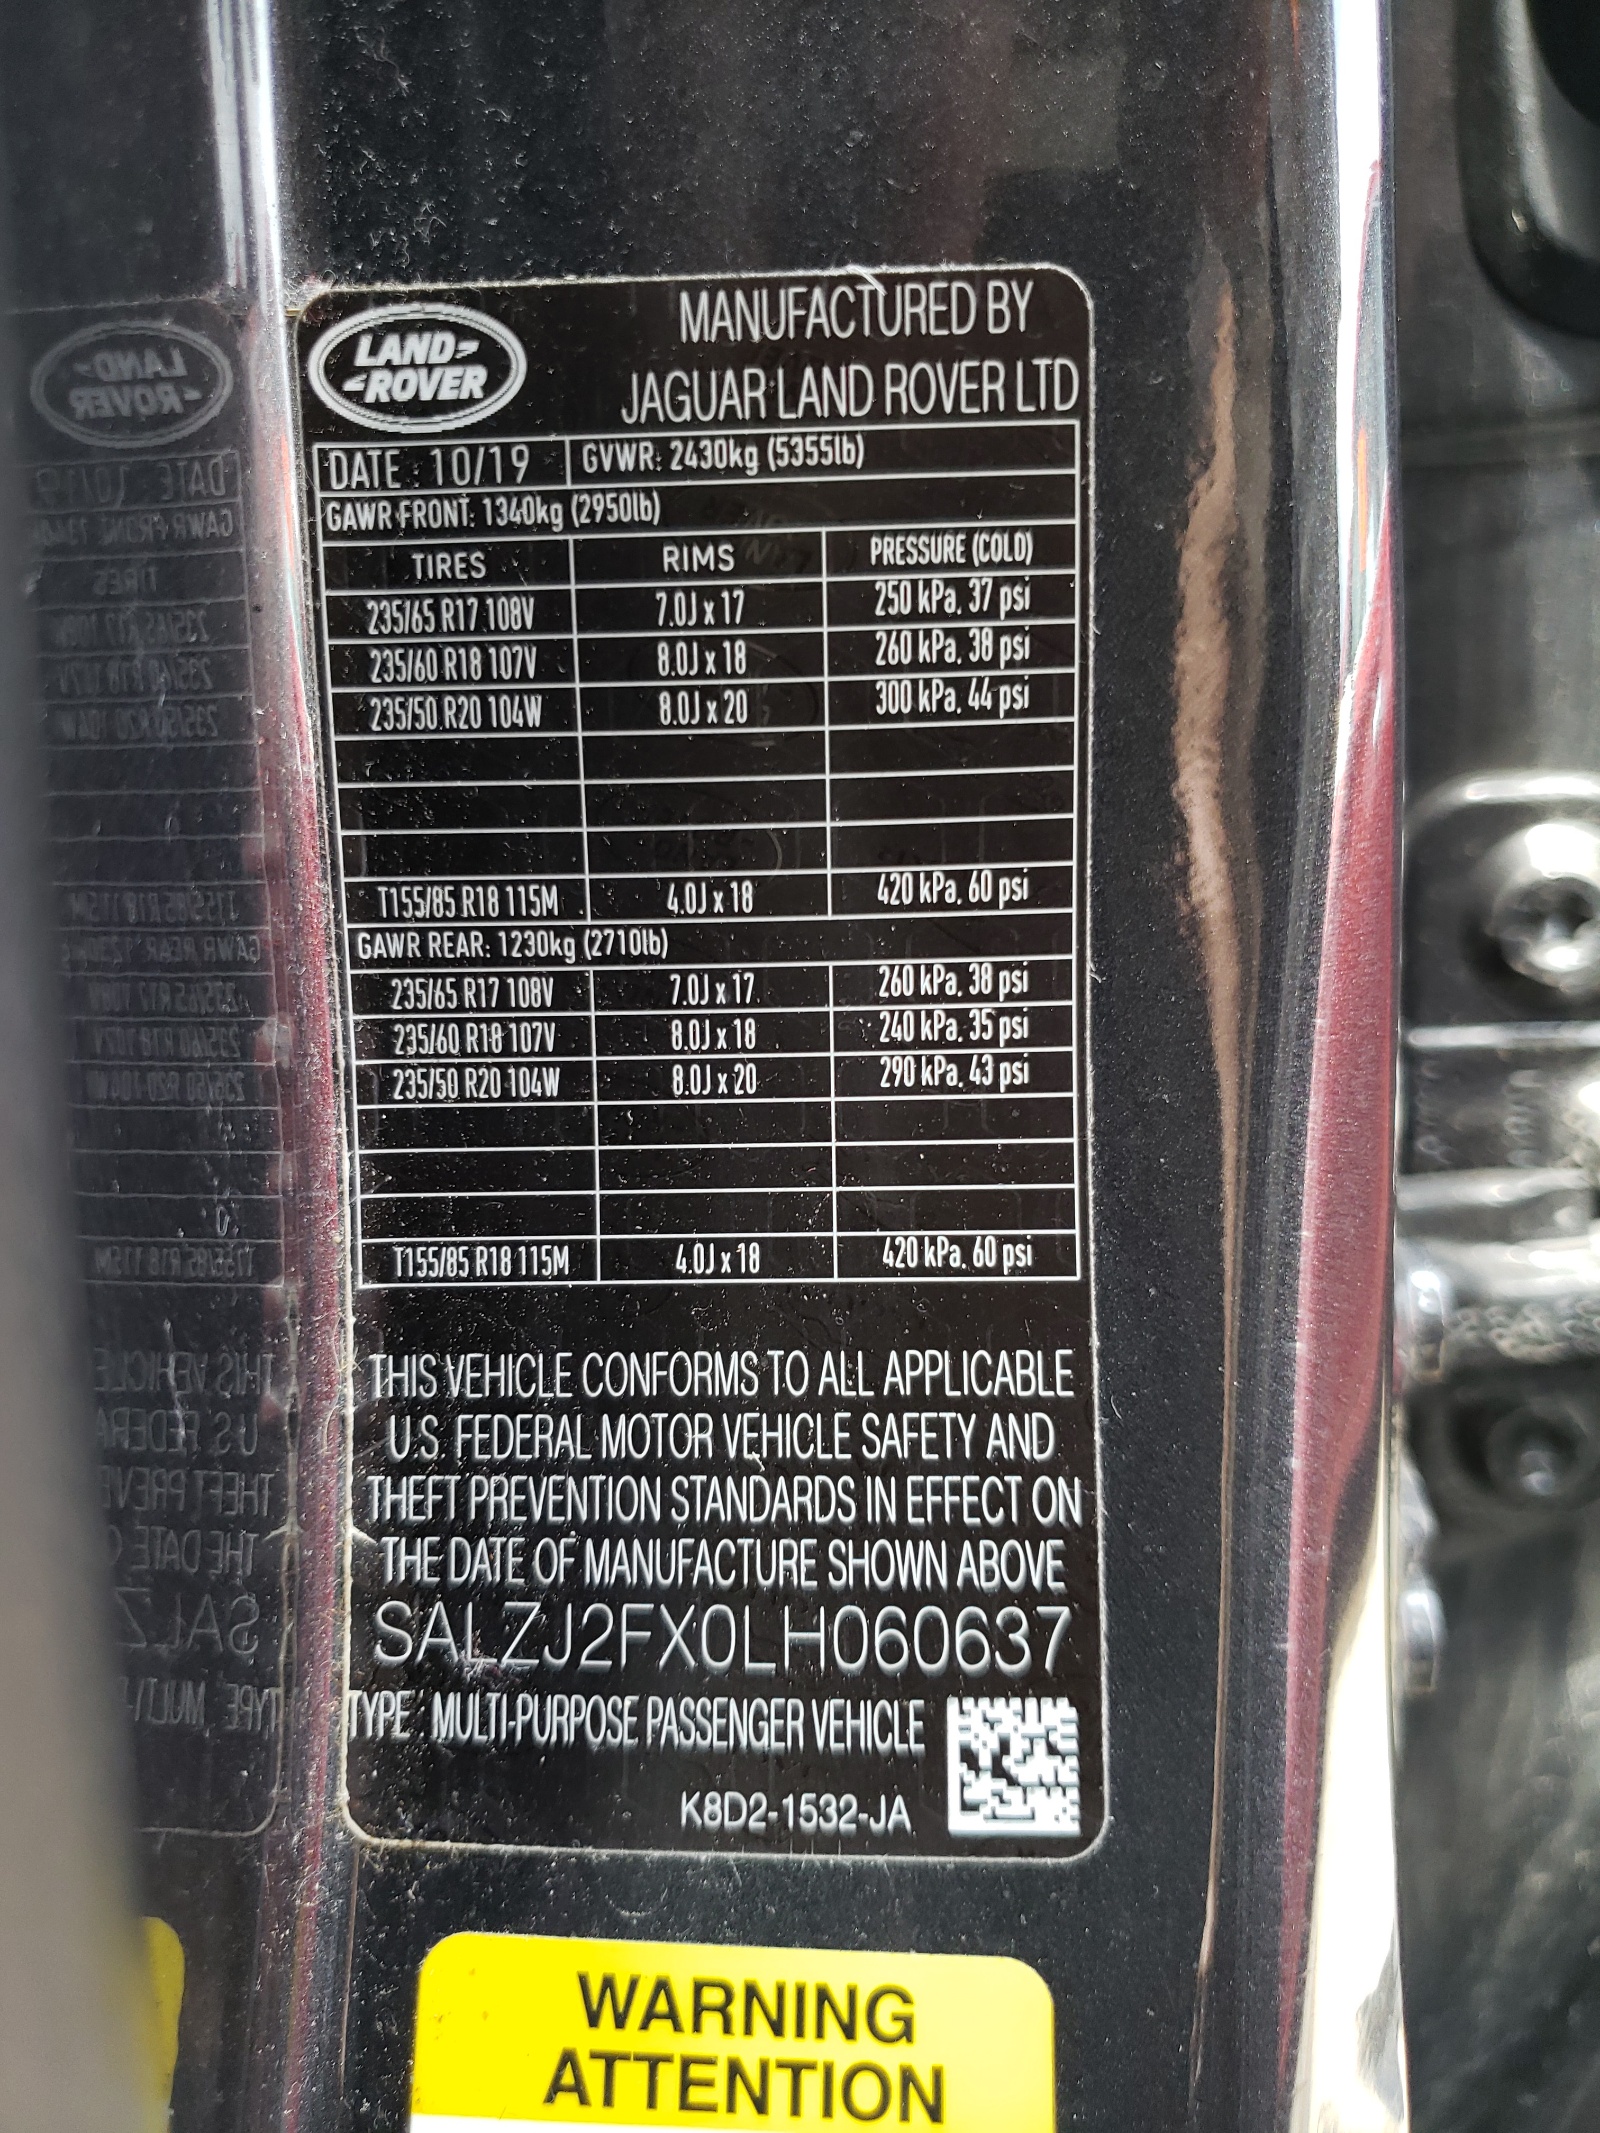 LAND-
-ROVER
MANUFACTURED BY
JAGUAR LAND ROVER LTD
DATE : 10/19 GVWR: 2430kg (5355lb)
GAWR FRONT: 1340kg (2950lb)
TIRES RIMS PRESSURE (COLD)
235/65 R17 108V 7.0J x 17 250 kPa, 37 psi
235/60 R18 107V 8.0J x 18 260 kPa, 38 psi
235/50 R20 104W 8.0J x 20 300 kPa, 44 psi
T155/85 R18 115M 4.0J x 18 420 kPa, 60 psi
GAWR REAR: 1230kg (2710lb)
235/65 R17 108V 7.0J x 17 260 kPa, 38 psi
235/60 R18 107V 8.0J x 18 240 kPa, 35 psi
235/50 R20 104W 8.0J x 20 290 kPa, 43 psi
T155/85 R18 115M 4.0J x 18 420 kPa, 60 psi
THIS VEHICLE CONFORMS TO ALL APPLICABLE
U.S. FEDERAL MOTOR VEHICLE SAFETY AND
THEFT PREVENTION STANDARDS IN EFFECT ON
THE DATE OF MANUFACTURE SHOWN ABOVE
SALZJ2FX0LH060637
TYPE : MULTI-PURPOSE PASSENGER VEHICLE
K8D2-1532-JA
WARNING
ATTENTION